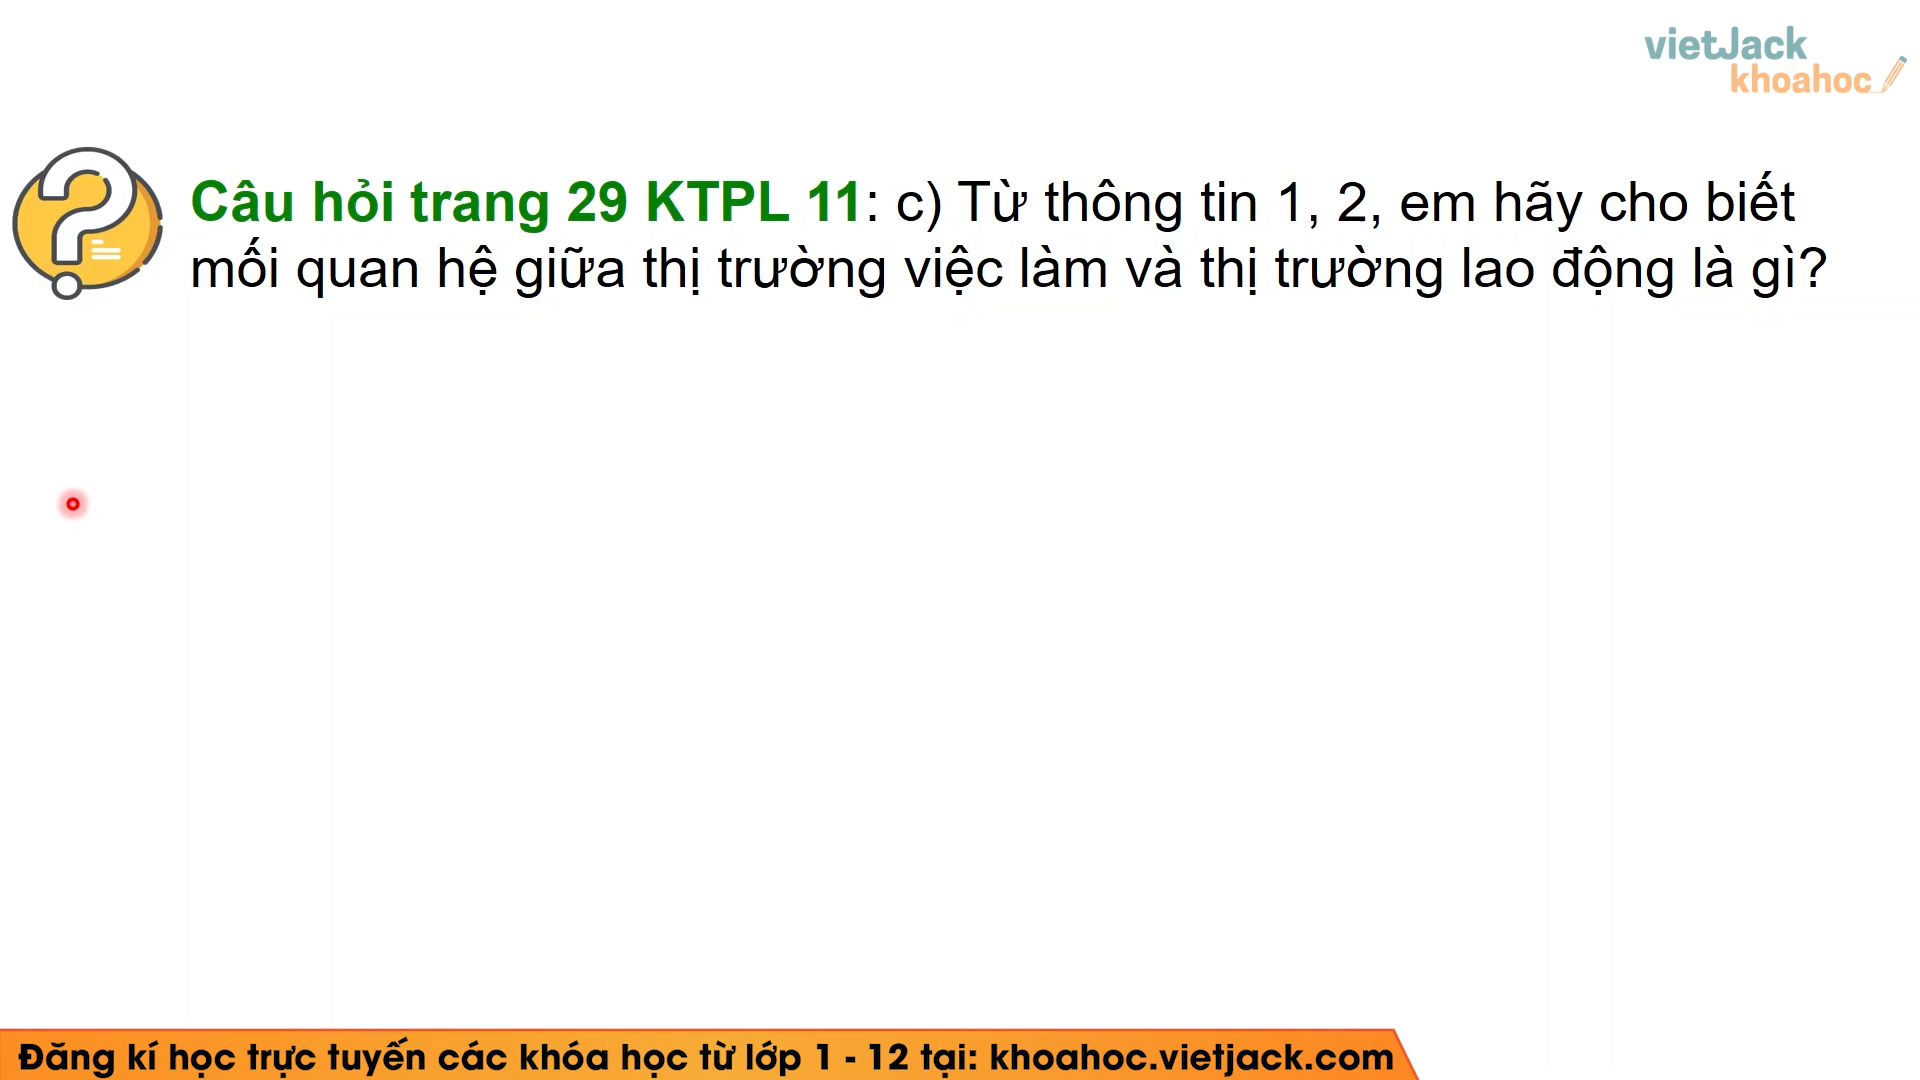 vietJack
khoahoc
Câu hỏi trang 29 KTPL 11: c) Từ thông tin 1, 2, em hãy cho biết
mối quan hệ giữa thị trường việc làm và thị trường lao động là gì?
Đăng kí học trực tuyến các khóa học từ lớp 1 - 12 tại: khoahoc.vietjack.com